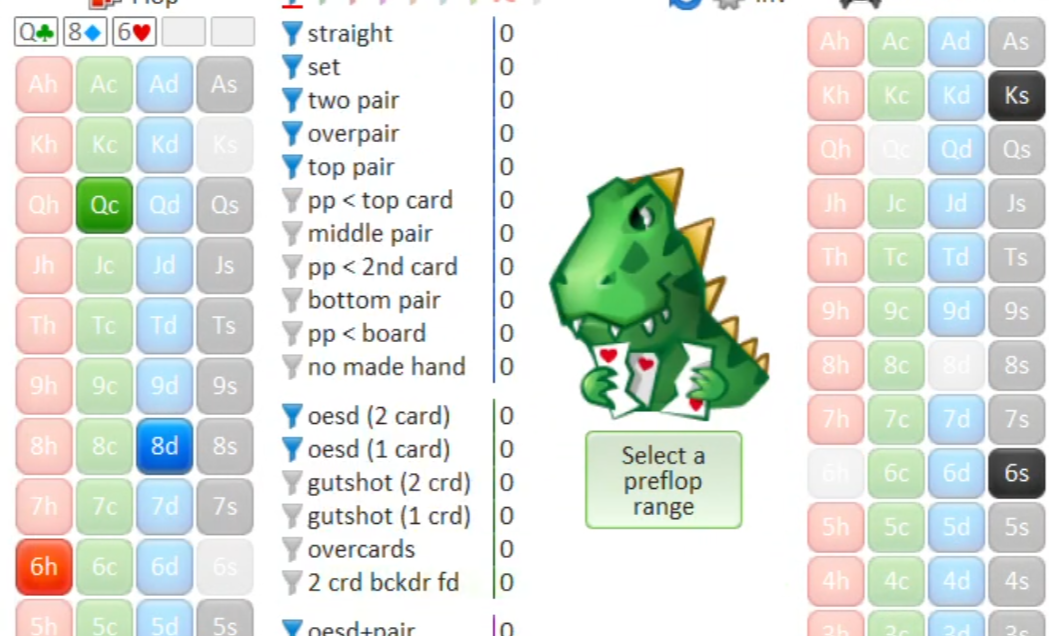 Flop
Q♣ 8♦ 6♥
Ah Ac Ad As
Kh Kc Kd Ks
Qh Qc Qd Qs
Jh Jc Jd Js
Th Tc Td Ts
9h 9c 9d 9s
8h 8c 8d 8s
7h 7c 7d 7s
6h 6c 6d 6s
5h 5c 5d 5s
straight 0
set 0
two pair 0
overpair 0
top pair 0
pp < top card 0
middle pair 0
pp < 2nd card 0
bottom pair 0
pp < board 0
no made hand 0
oesd (2 card) 0
oesd (1 card) 0
gutshot (2 crd) 0
gutshot (1 crd) 0
overcards 0
2 crd bckdr fd 0
oesd+pair 0
Select a
preflop
range
Ah Ac Ad As
Kh Kc Kd Ks
Qh Qc Qd Qs
Jh Jc Jd Js
Th Tc Td Ts
9h 9c 9d 9s
8h 8c 8d 8s
7h 7c 7d 7s
6h 6c 6d 6s
5h 5c 5d 5s
4h 4c 4d 4s
3h 3c 3d 3s